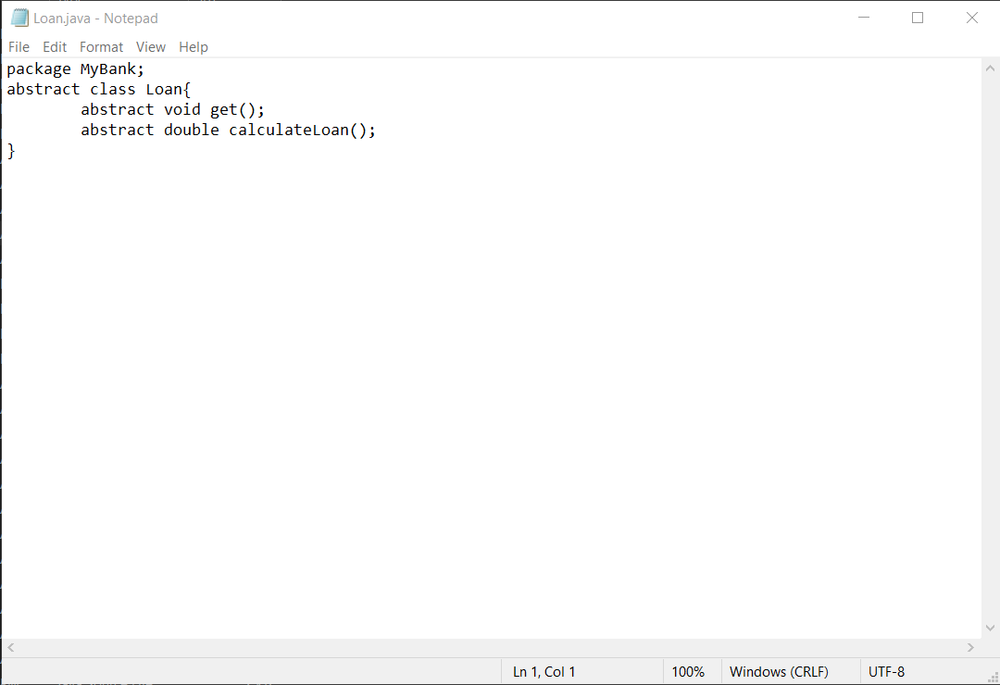 Loan.java - Notepad
File Edit Format View Help
package MyBank;
abstract class Loan{
        abstract void get();
        abstract double calculateLoan();
}
Ln 1, Col 1 100% Windows (CRLF) UTF-8